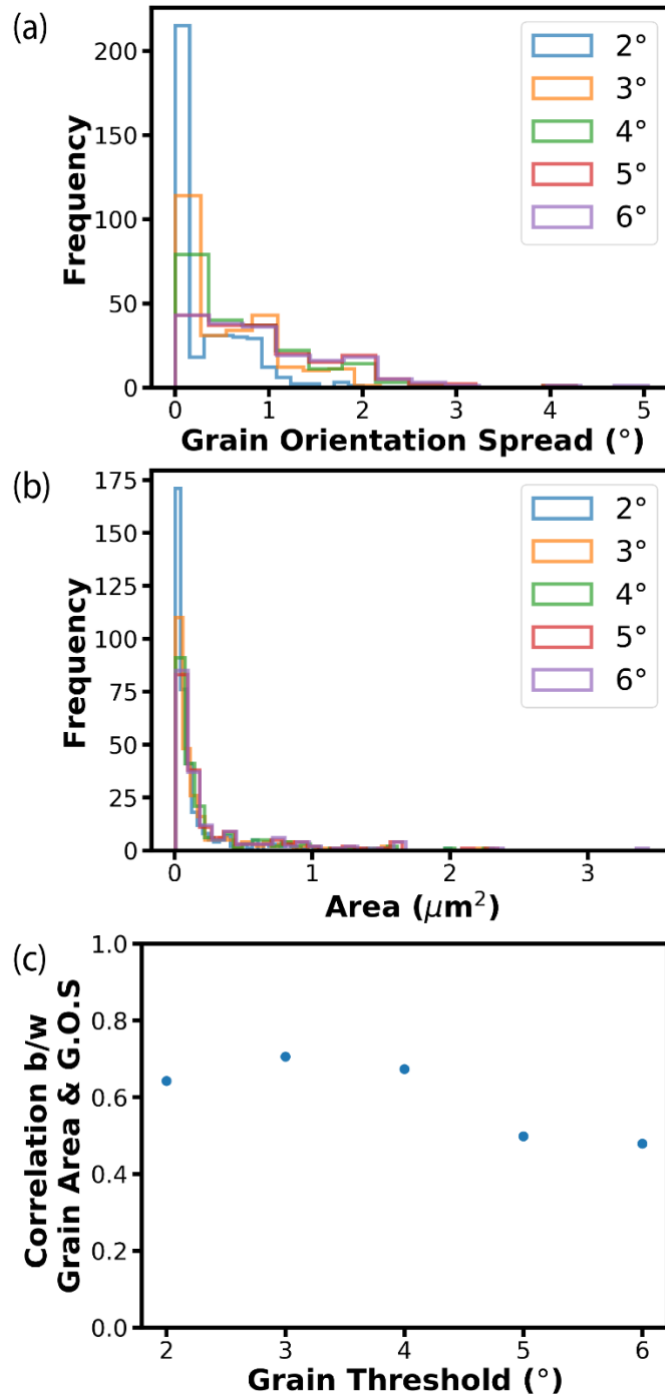 (a)
200
150
100
50
0
Frequency
2°
3°
4°
5°
6°
0 1 2 3 4 5
Grain Orientation Spread (°)
(b)
175
150
125
100
75
50
25
0
Frequency
2°
3°
4°
5°
6°
0 1 2 3
Area (μm²)
(c)
1.0
0.8
0.6
0.4
0.2
0.0
Correlation b/w
Grain Area & G.O.S
2 3 4 5 6
Grain Threshold (°)